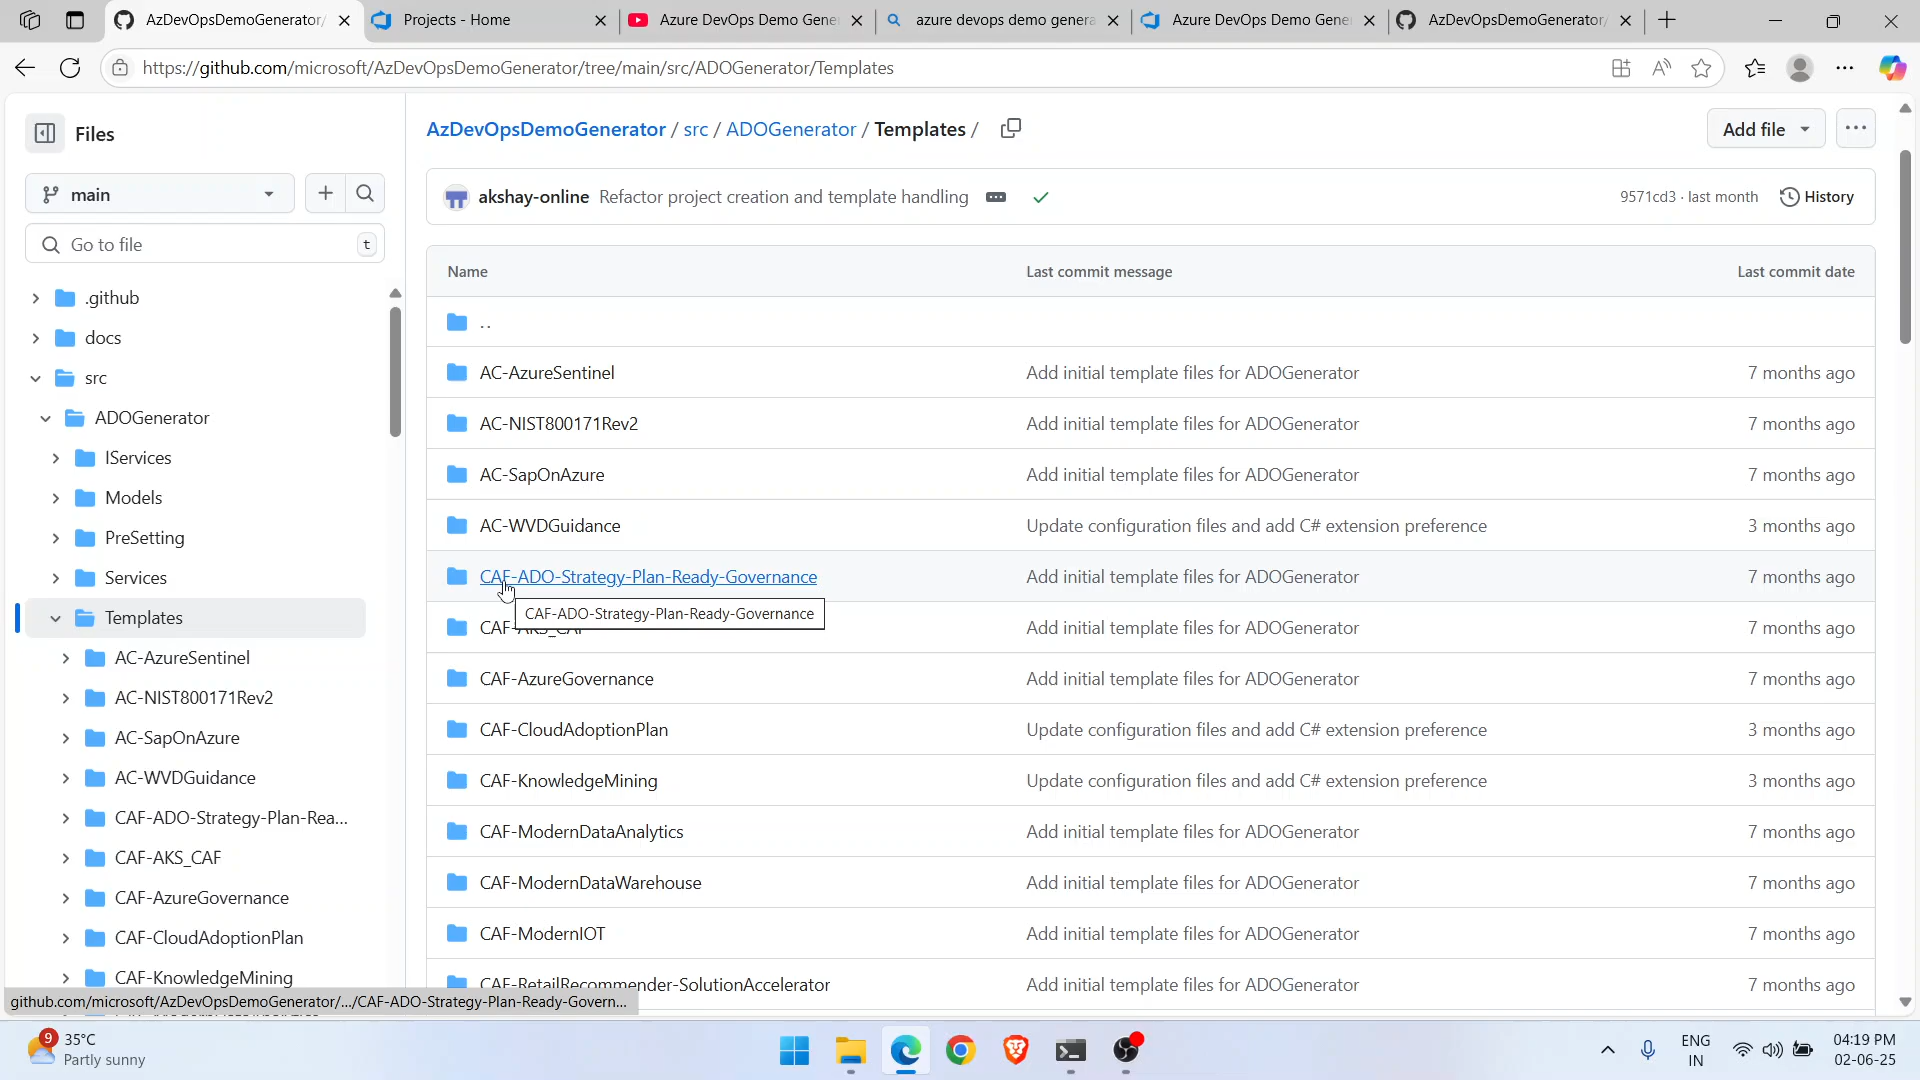 AzDevOpsDemoGenerator/
Projects - Home
Azure DevOps Demo Gene
azure devops demo genera
Azure DevOps Demo Gene
AzDevOpsDemoGenerator/
https://github.com/microsoft/AzDevOpsDemoGenerator/tree/main/src/ADOGenerator/Templates
Files
main
Go to file
t
.github
docs
src
ADOGenerator
IServices
Models
PreSetting
Services
Templates
AC-AzureSentinel
AC-NIST800171Rev2
AC-SapOnAzure
AC-WVDGuidance
CAF-ADO-Strategy-Plan-Rea...
CAF-AKS_CAF
CAF-AzureGovernance
CAF-CloudAdoptionPlan
CAF-KnowledgeMining
AzDevOpsDemoGenerator / src / ADOGenerator / Templates /
Add file
akshay-online Refactor project creation and template handling
9571cd3 · last month
History
Name Last commit message Last commit date
..
AC-AzureSentinel Add initial template files for ADOGenerator 7 months ago
AC-NIST800171Rev2 Add initial template files for ADOGenerator 7 months ago
AC-SapOnAzure Add initial template files for ADOGenerator 7 months ago
AC-WVDGuidance Update configuration files and add C# extension preference 3 months ago
CAF-ADO-Strategy-Plan-Ready-Governance Add initial template files for ADOGenerator 7 months ago
CAF-ADO-Strategy-Plan-Ready-Governance
CAF-AKS_CAF Add initial template files for ADOGenerator 7 months ago
CAF-AzureGovernance Add initial template files for ADOGenerator 7 months ago
CAF-CloudAdoptionPlan Update configuration files and add C# extension preference 3 months ago
CAF-KnowledgeMining Update configuration files and add C# extension preference 3 months ago
CAF-ModernDataAnalytics Add initial template files for ADOGenerator 7 months ago
CAF-ModernDataWarehouse Add initial template files for ADOGenerator 7 months ago
CAF-ModernIOT Add initial template files for ADOGenerator 7 months ago
CAF-RetailRecommender-SolutionAccelerator Add initial template files for ADOGenerator 7 months ago
github.com/microsoft/AzDevOpsDemoGenerator/.../CAF-ADO-Strategy-Plan-Ready-Govern...
9
35°C
Partly sunny
ENG
IN
04:19 PM
02-06-25